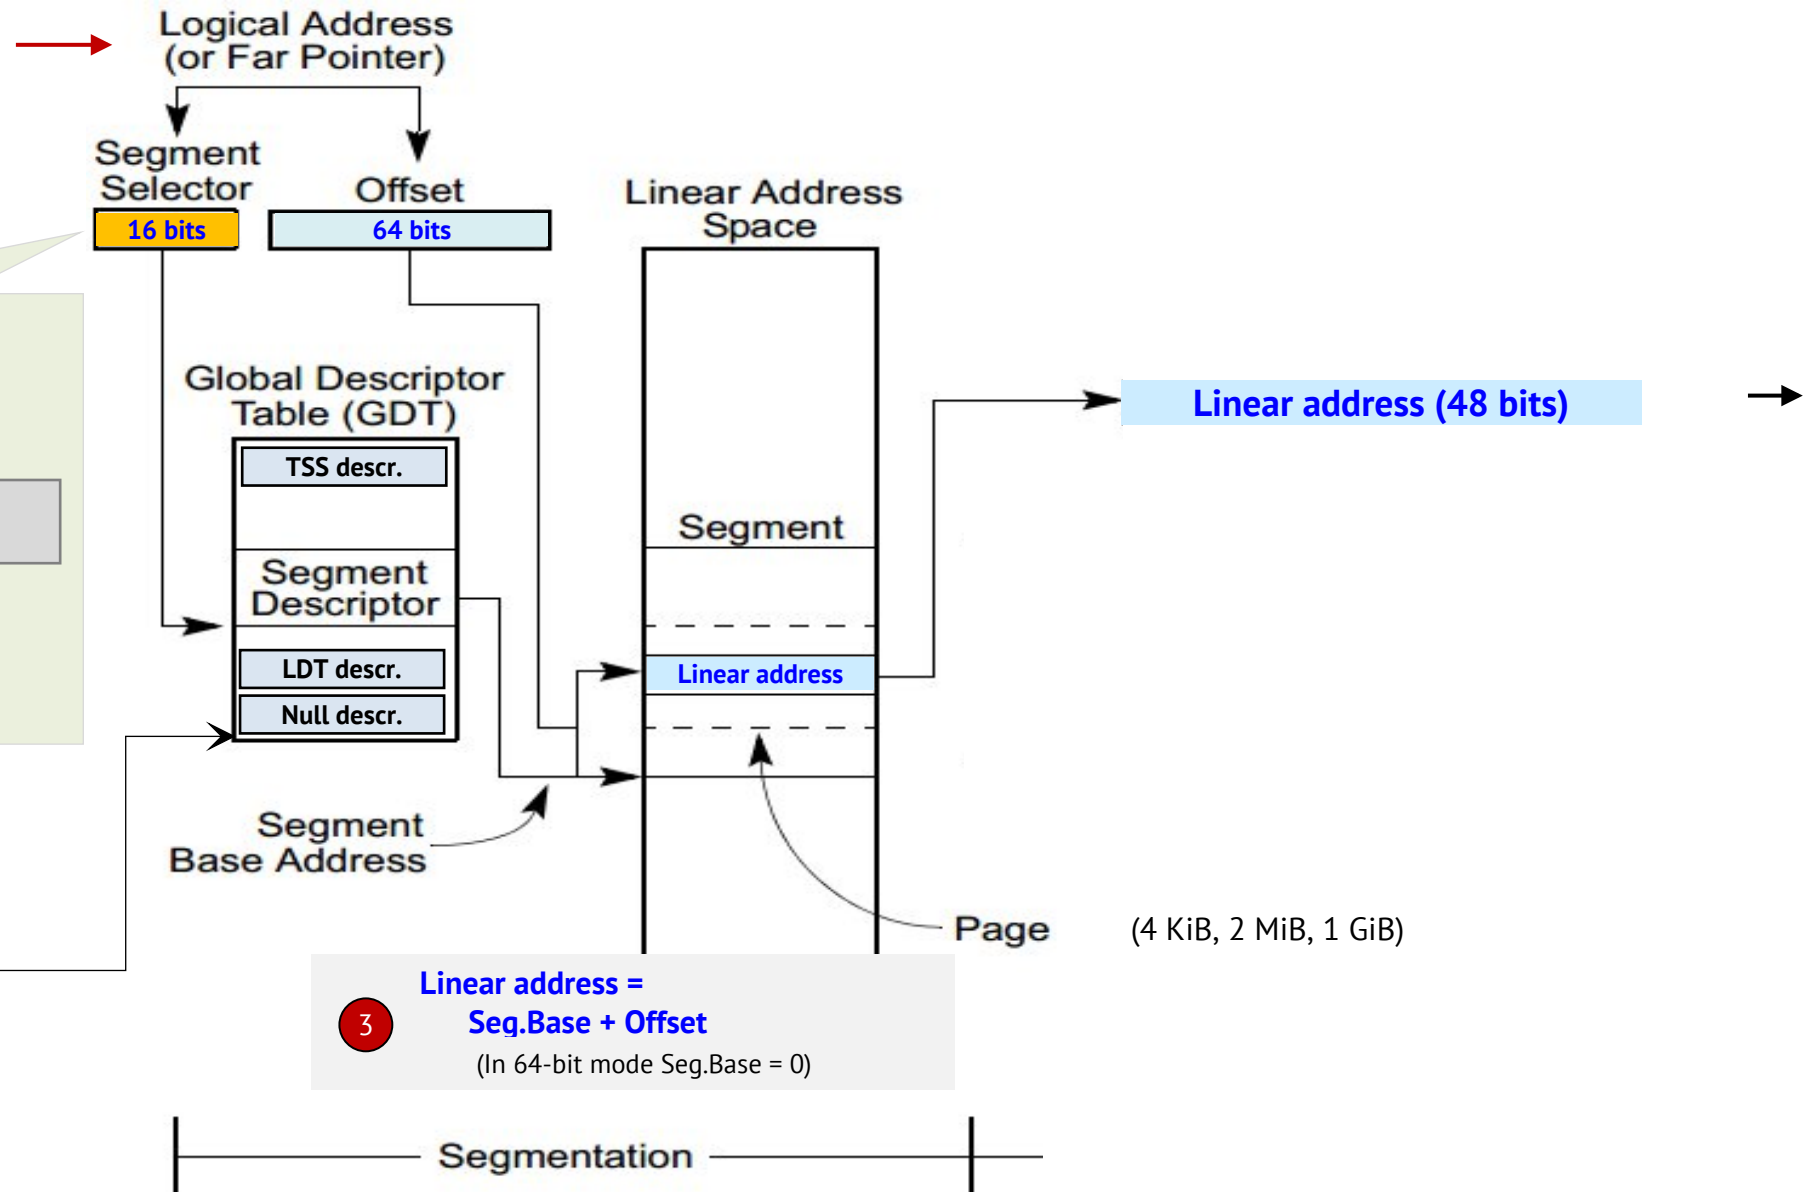 Logical Address
(or Far Pointer)
Segment
Selector
Offset
16 bits
64 bits
Linear Address
Space
Global Descriptor
Table (GDT)
Linear address (48 bits)
TSS descr.
Segment
Segment
Descriptor
LDT descr.
Linear address
Null descr.
Segment
Base Address
Page
(4 KiB, 2 MiB, 1 GiB)
3
Linear address =
Seg.Base + Offset
(In 64-bit mode Seg.Base = 0)
Segmentation